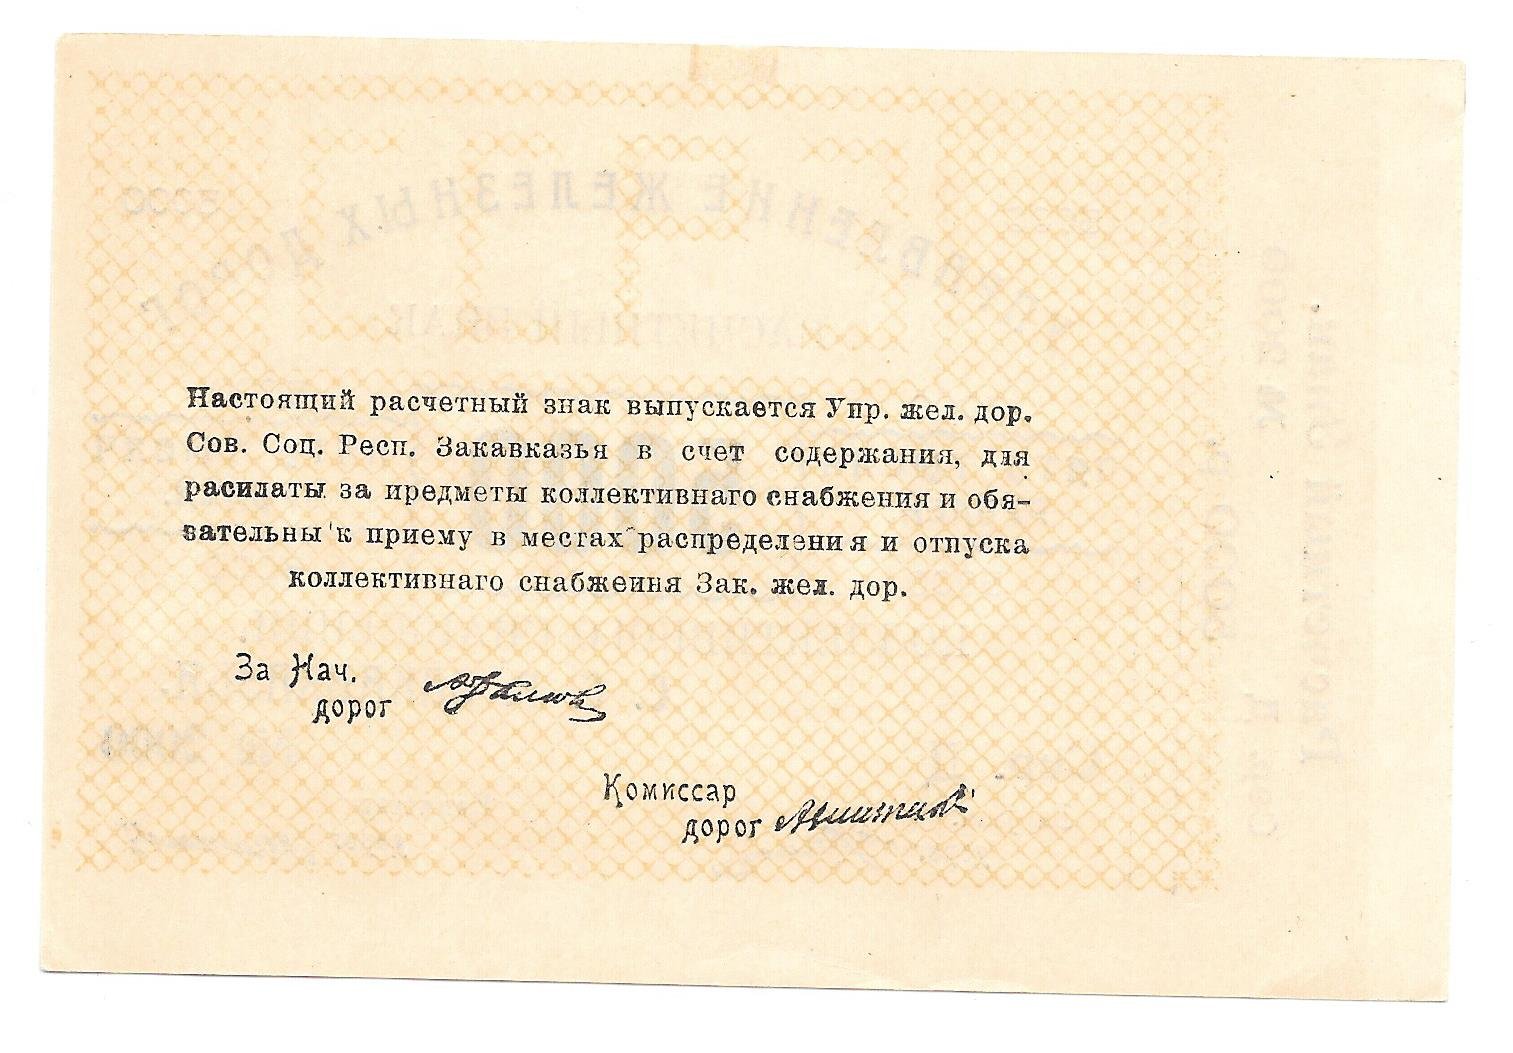 Настоящий расчетный знак выпускается Упр. жел. дор.
Сов. Соц. Респ. Закавказья в счет содержания, для
расилаты за иредметы коллективнаго снабжения и обя-
зательны к приему в местах распределения и отпуска
коллективнаго снабжеиия Зак. жел. дор.
За Нач.
дорог
Комиссар
дорог